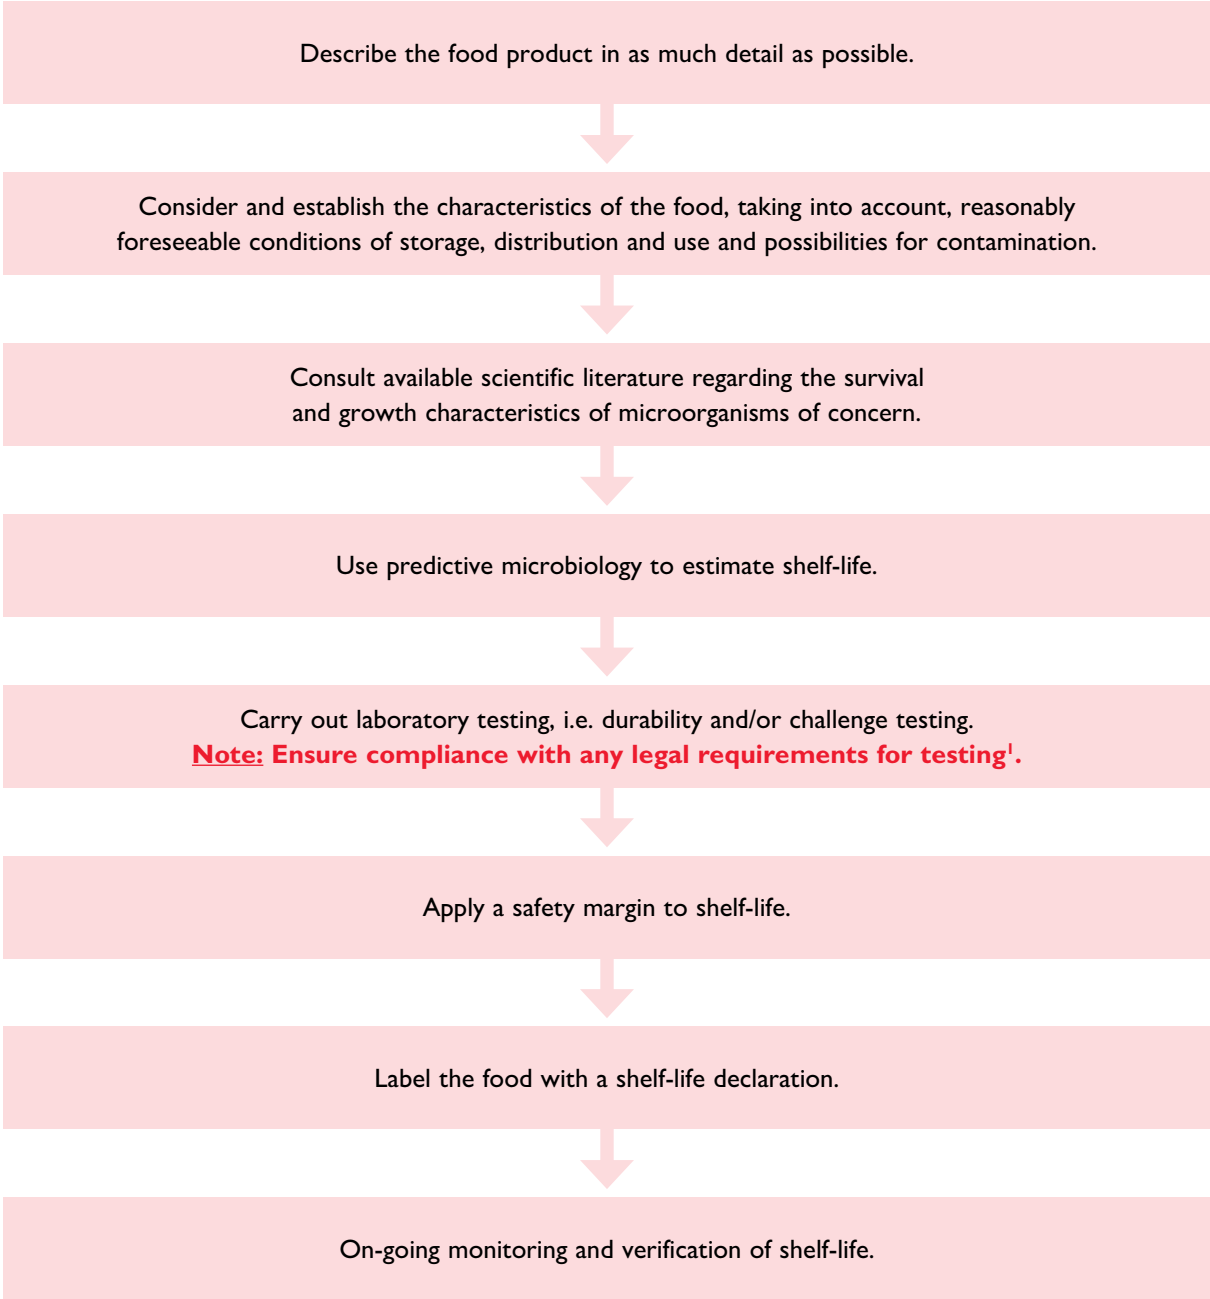 Describe the food product in as much detail as possible.
Consider and establish the characteristics of the food, taking into account, reasonably
foreseeable conditions of storage, distribution and use and possibilities for contamination.
Consult available scientific literature regarding the survival
and growth characteristics of microorganisms of concern.
Use predictive microbiology to estimate shelf-life.
Carry out laboratory testing, i.e. durability and/or challenge testing.
Note: Ensure compliance with any legal requirements for testing¹.
Apply a safety margin to shelf-life.
Label the food with a shelf-life declaration.
On-going monitoring and verification of shelf-life.